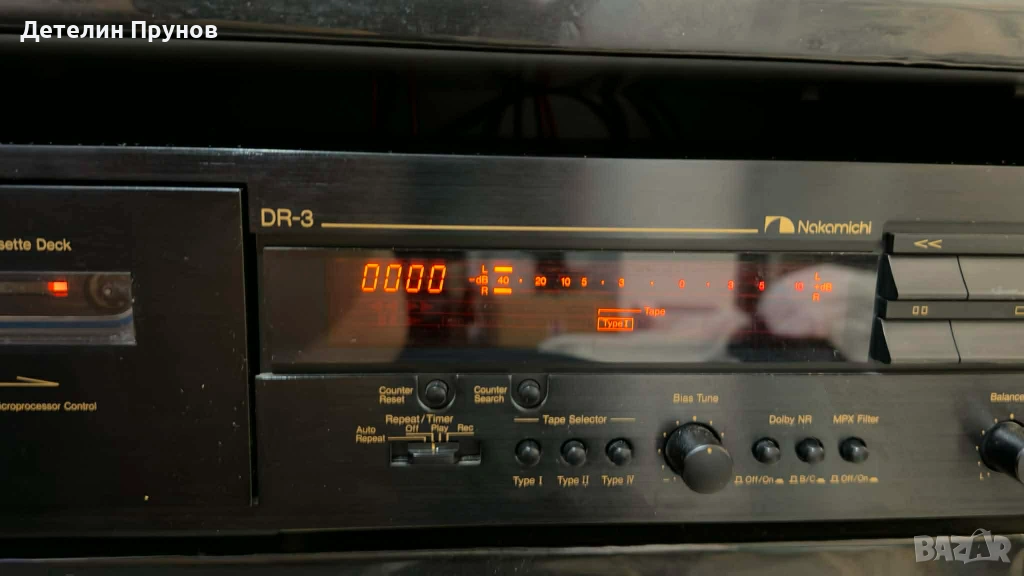 Детелин Прунов
DR-3
Nakamichi
sette Deck
<<
0000
L
-dB 40 · 20 10 5 · 3 · 0 · 3 5 10 +dB
R
L
R
Tape
Type I
icroprocessor Control
Counter Reset
Counter Search
Bias Tune
Balance
Repeat/Timer
Off Play Rec
Auto Repeat
Tape Selector
Type I Type II Type IV
Dolby NR
MPX Filter
Off/On
B/C
Off/On
L
BAZAR